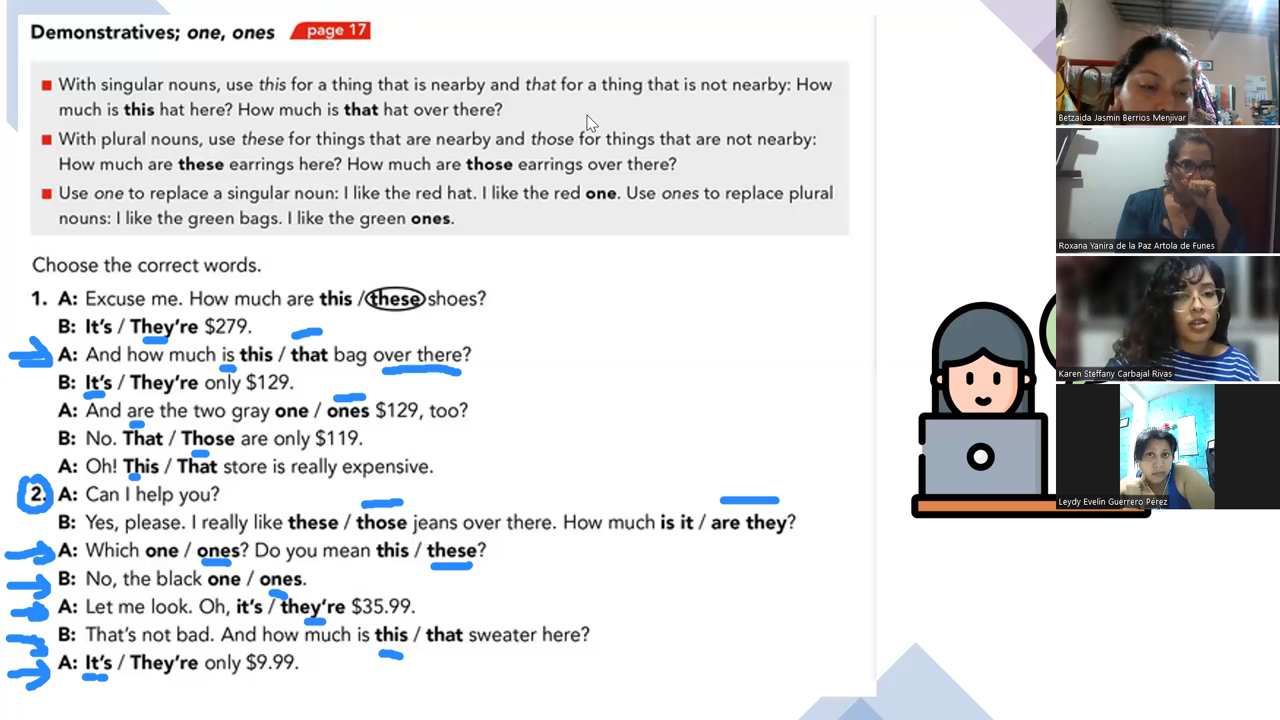 Demonstratives; one, ones page 17
With singular nouns, use this for a thing that is nearby and that for a thing that is not nearby: How
much is this hat here? How much is that hat over there?
With plural nouns, use these for things that are nearby and those for things that are not nearby:
How much are these earrings here? How much are those earrings over there?
Use one to replace a singular noun: I like the red hat. I like the red one. Use ones to replace plural
nouns: I like the green bags. I like the green ones.
Choose the correct words.
1. A: Excuse me. How much are this / these shoes?
B: It's / They're $279.
A: And how much is this / that bag over there?
B: It's / They're only $129.
A: And are the two gray one / ones $129, too?
B: No. That / Those are only $119.
A: Oh! This / That store is really expensive.
2. A: Can I help you?
B: Yes, please. I really like these / those jeans over there. How much is it / are they?
A: Which one / ones? Do you mean this / these?
B: No, the black one / ones.
A: Let me look. Oh, it's / they're $35.99.
B: That's not bad. And how much is this / that sweater here?
A: It's / They're only $9.99.
Betzaida Jasmin Berrios Menjivar
Roxana Yanira de la Paz Artola de Funes
Karen Steffany Carbajal Rivas
Leydy Evelin Guerrero Pérez